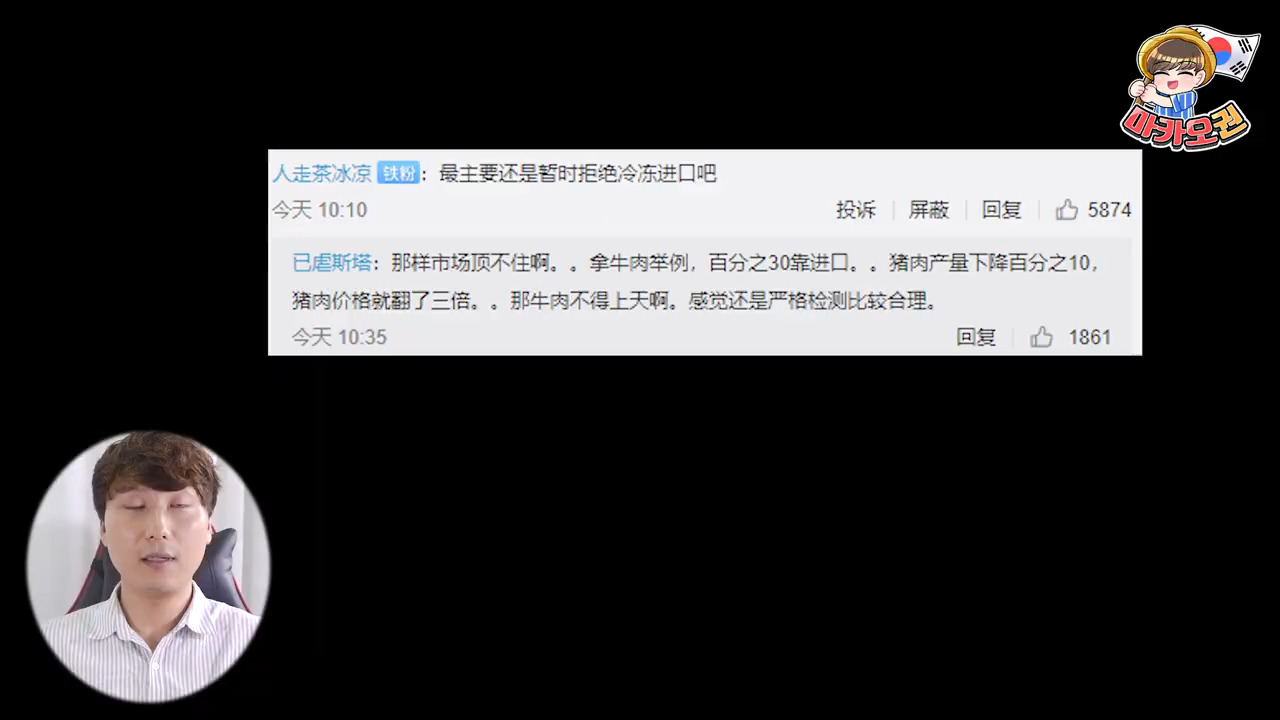 마카오권
人走茶冰凉 铁粉：最主要还是暂时拒绝冷冻进口吧
今天 10:10 投诉 屏蔽 回复 5874
已虐斯塔：那样市场顶不住啊。。拿牛肉举例，百分之30靠进口。。猪肉产量下降百分之10，
猪肉价格就翻了三倍。。那牛肉不得上天啊。感觉还是严格检测比较合理。
今天 10:35 回复 1861